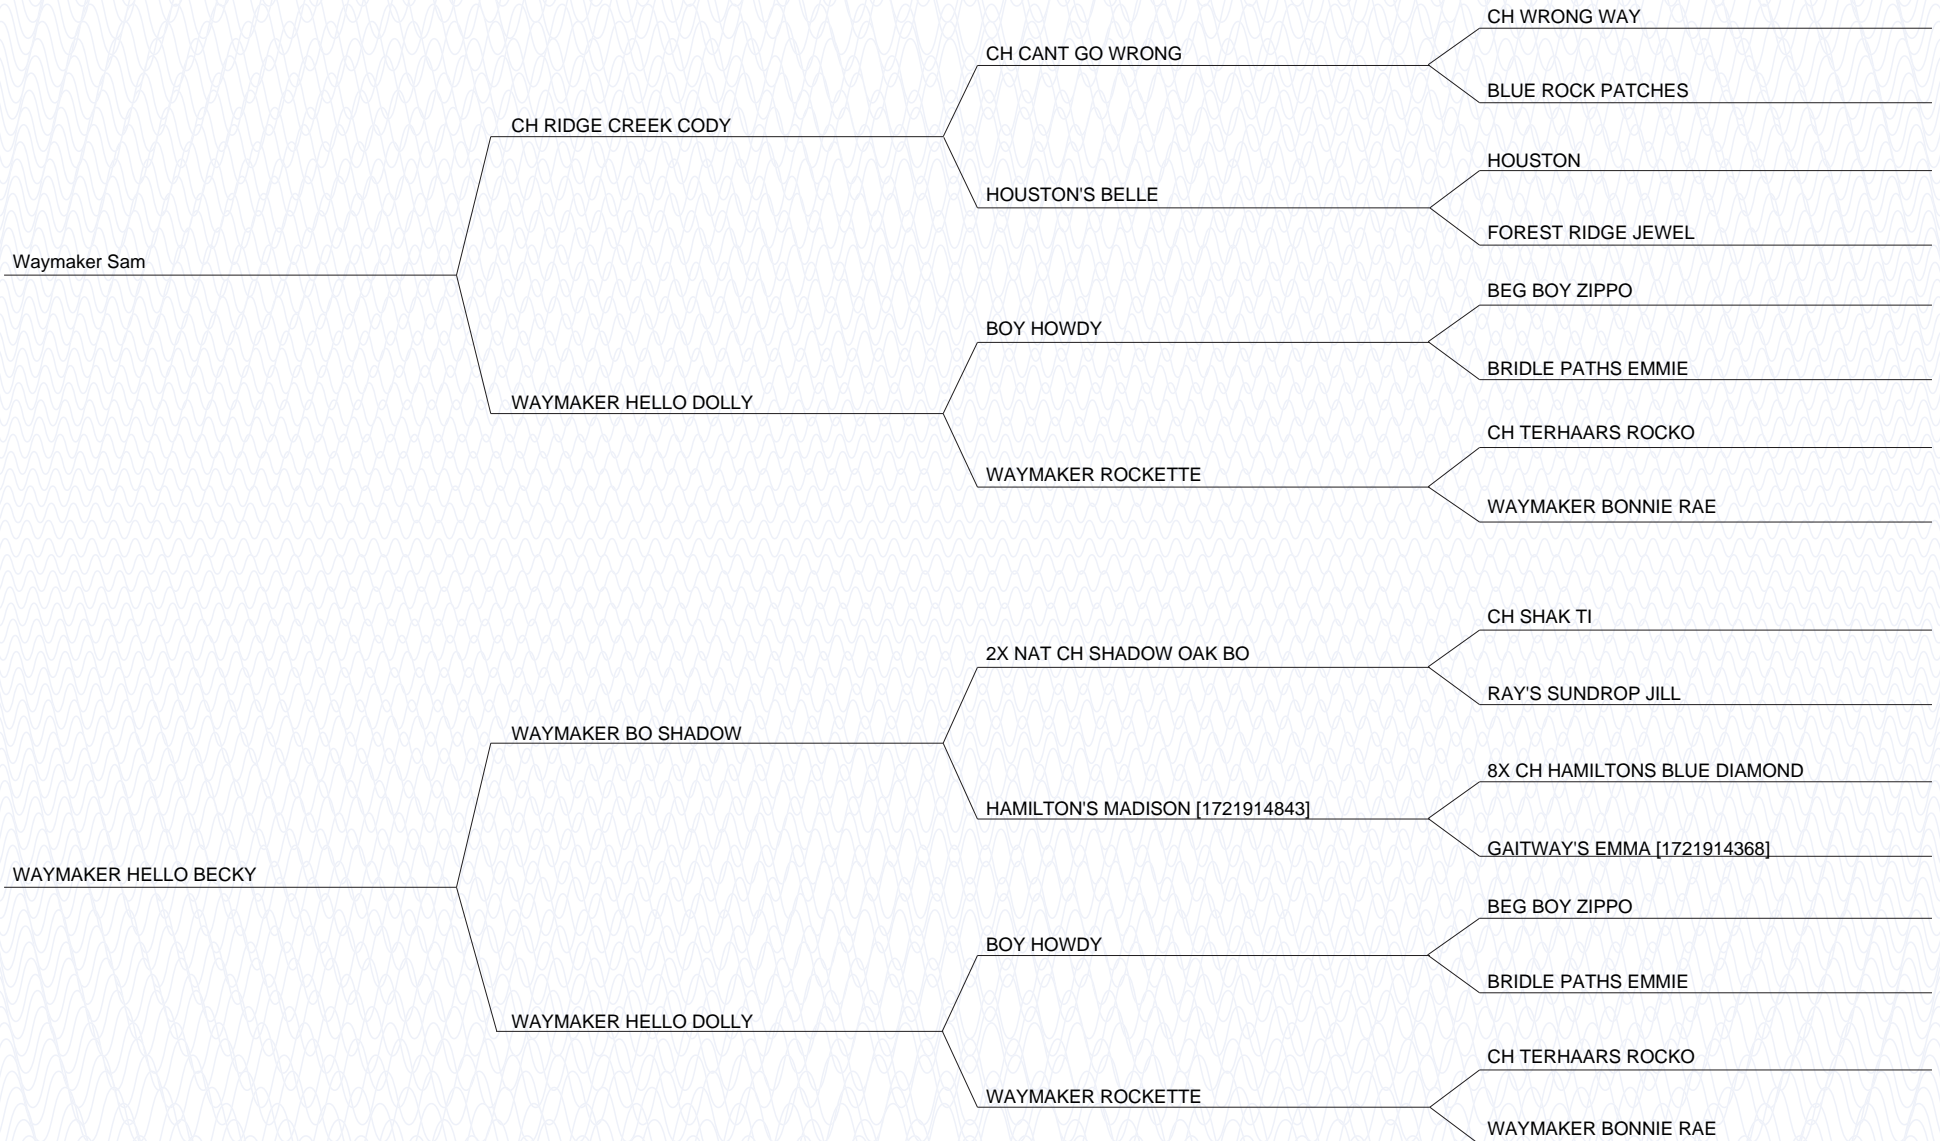 CH WRONG WAY
CH CANT GO WRONG
BLUE ROCK PATCHES
CH RIDGE CREEK CODY
HOUSTON
HOUSTON'S BELLE
FOREST RIDGE JEWEL
Waymaker Sam
BEG BOY ZIPPO
BOY HOWDY
BRIDLE PATHS EMMIE
WAYMAKER HELLO DOLLY
CH TERHAARS ROCKO
WAYMAKER ROCKETTE
WAYMAKER BONNIE RAE
CH SHAK TI
2X NAT CH SHADOW OAK BO
RAY'S SUNDROP JILL
WAYMAKER BO SHADOW
8X CH HAMILTONS BLUE DIAMOND
HAMILTON'S MADISON [1721914843]
GAITWAY'S EMMA [1721914368]
WAYMAKER HELLO BECKY
BEG BOY ZIPPO
BOY HOWDY
BRIDLE PATHS EMMIE
WAYMAKER HELLO DOLLY
CH TERHAARS ROCKO
WAYMAKER ROCKETTE
WAYMAKER BONNIE RAE